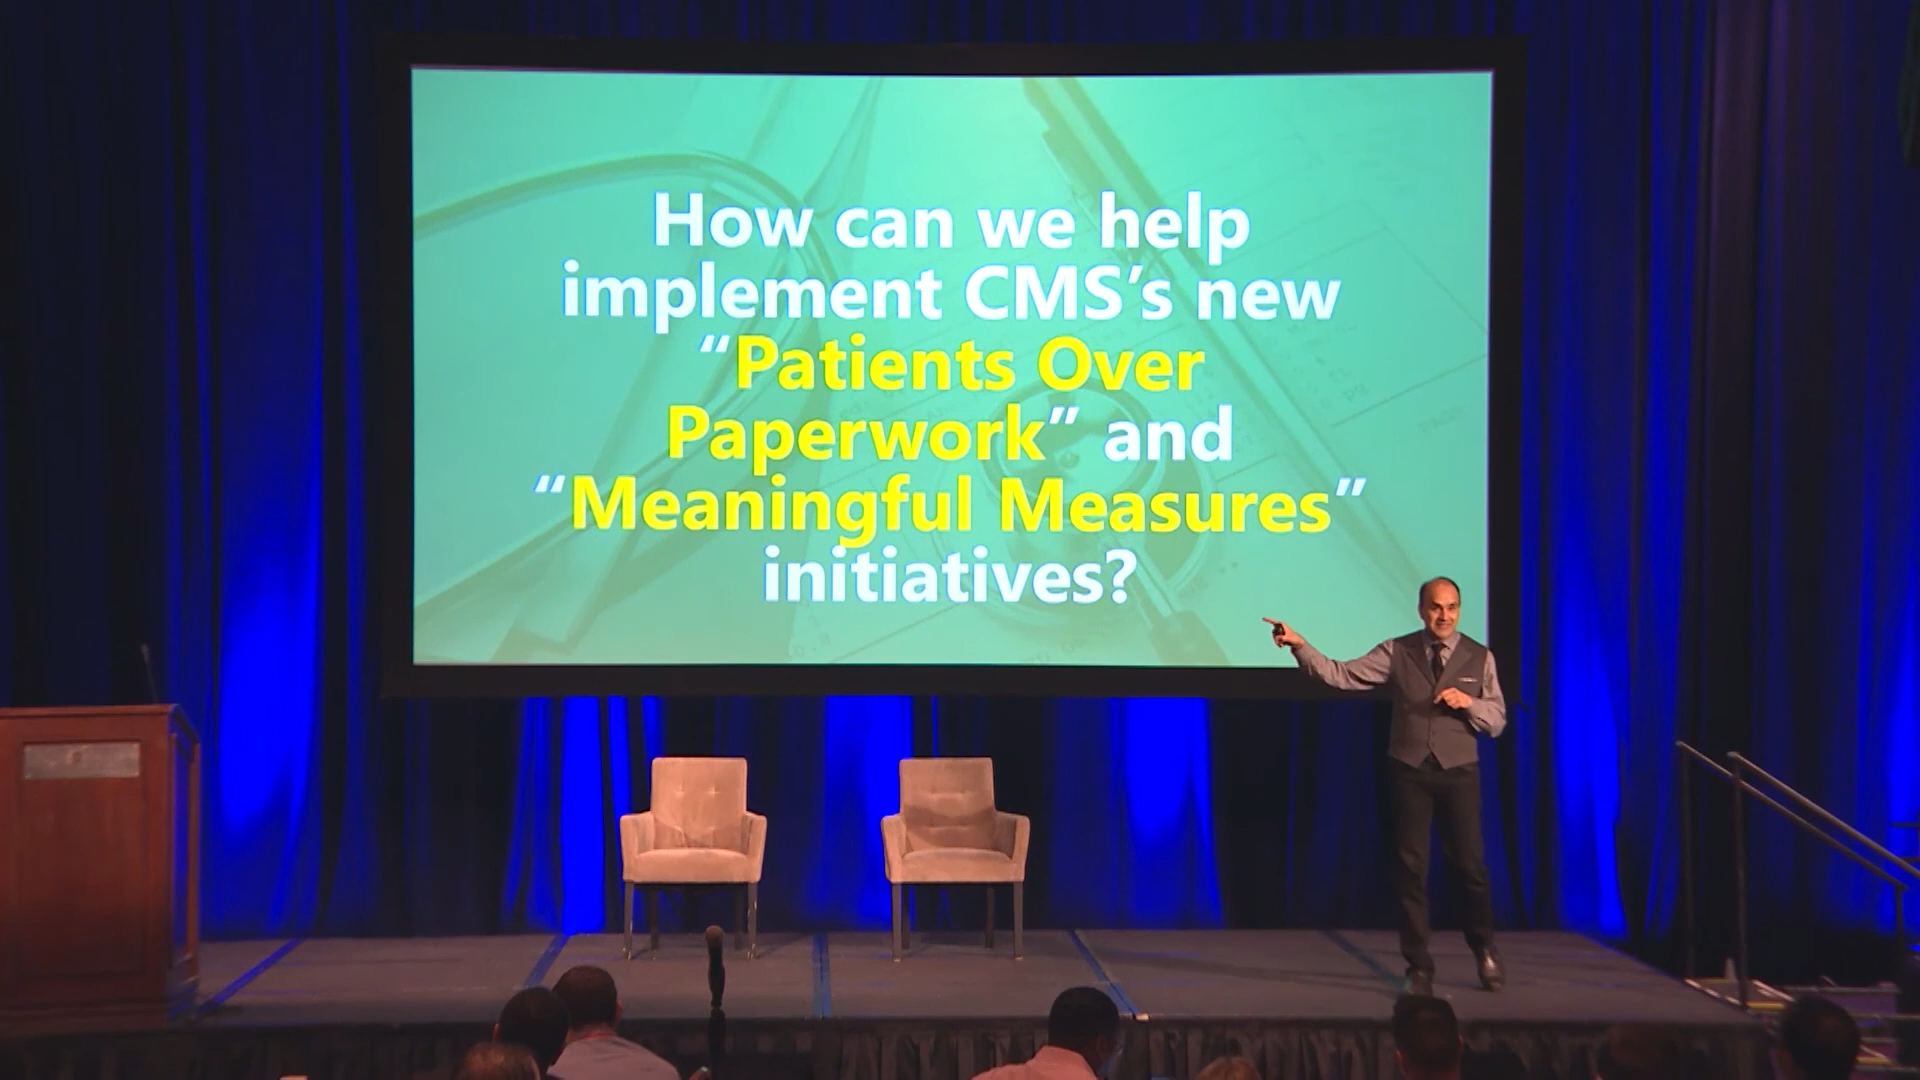 How can we help
implement CMS’s new
“Patients Over
Paperwork” and
“Meaningful Measures”
initiatives?